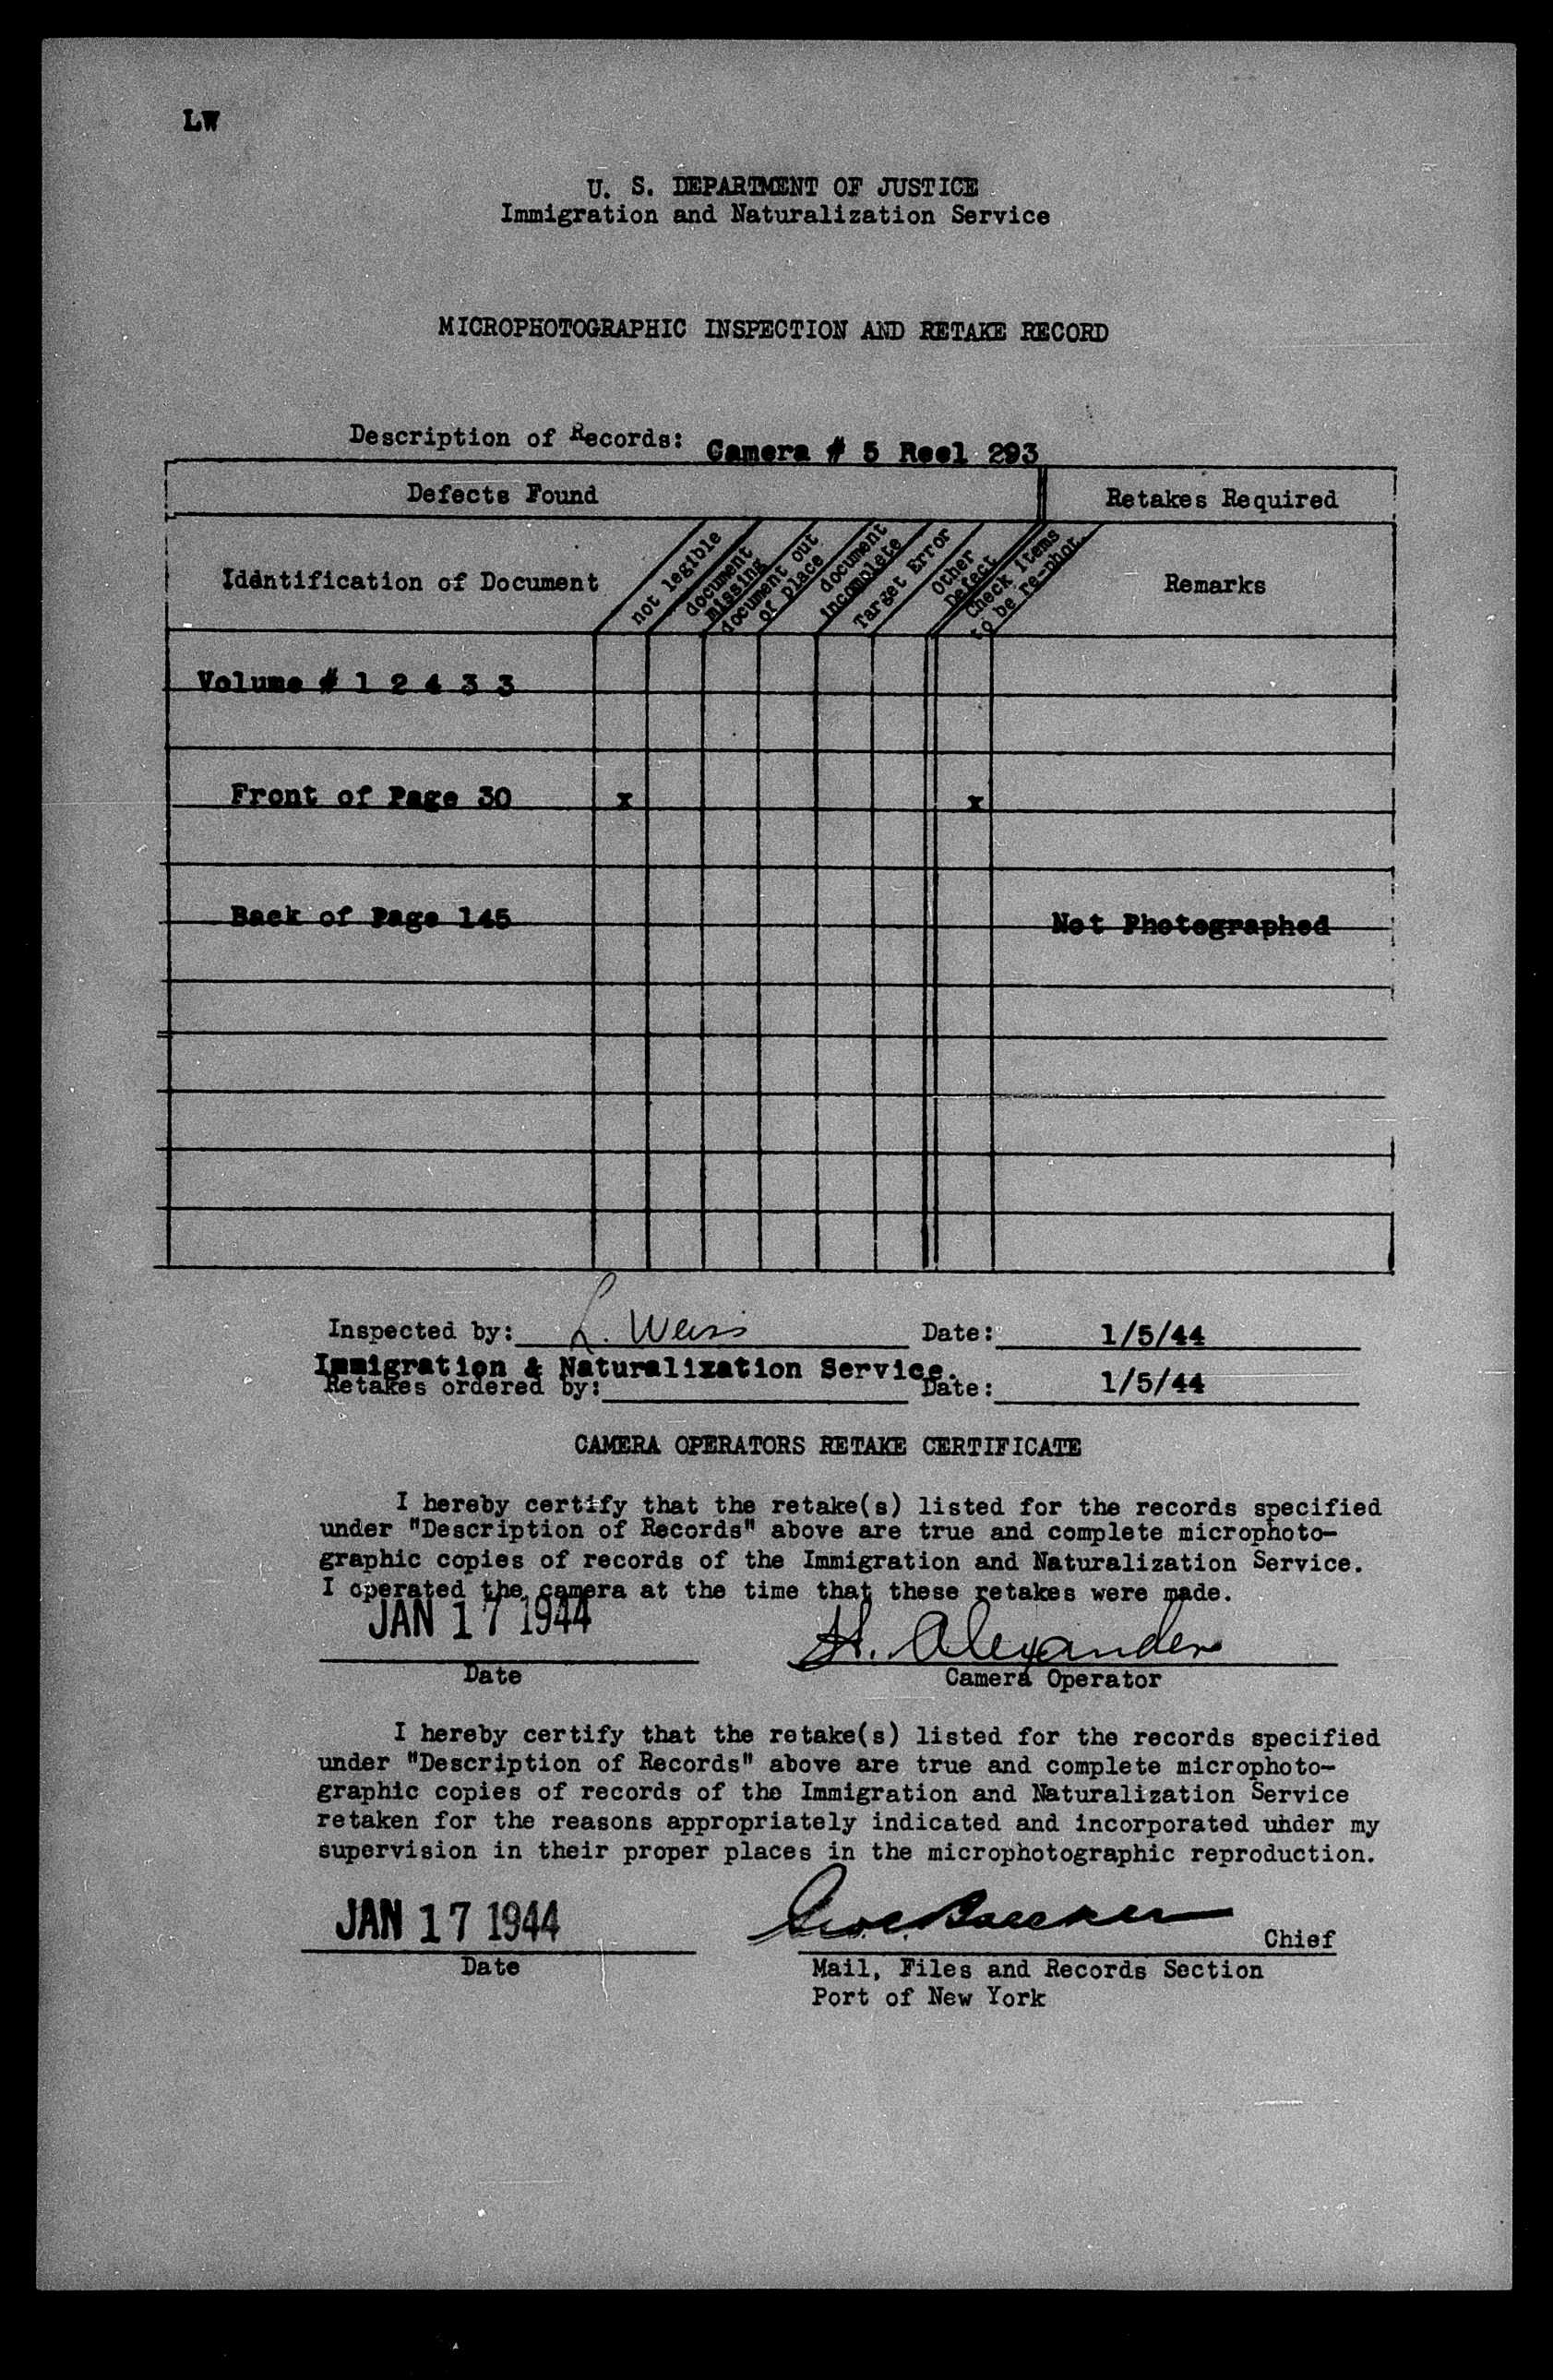 LW
U. S. DEPARTMENT OF JUSTICE
Immigration and Naturalization Service
MICROPHOTOGRAPHIC INSPECTION AND RETAKE RECORD
Description of Records: Camera # 5 Reel 293
Defects Found
Retakes Required
Identification of Document
not legible
document
missing
document out
of place
document
incomplete
Target Error
Other
Defect
Check items
to be re-phot.
Remarks
Volume # 1 2 4 3 3
Front of Page 30 x x
Back of Page 145 Not Photographed
Inspected by: L. Weiss Date: 1/5/44
Immigration & Naturalization Service.
Retakes ordered by: Date: 1/5/44
CAMERA OPERATORS RETAKE CERTIFICATE
I hereby certify that the retake(s) listed for the records specified
under "Description of Records" above are true and complete microphoto-
graphic copies of records of the Immigration and Naturalization Service.
I operated the camera at the time that these retakes were made.
JAN 17 1944 H. Alexander
Date Camera Operator
I hereby certify that the retake(s) listed for the records specified
under "Description of Records" above are true and complete microphoto-
graphic copies of records of the Immigration and Naturalization Service
retaken for the reasons appropriately indicated and incorporated under my
supervision in their proper places in the microphotographic reproduction.
JAN 17 1944 Chief
Date Mail, Files and Records Section
Port of New York